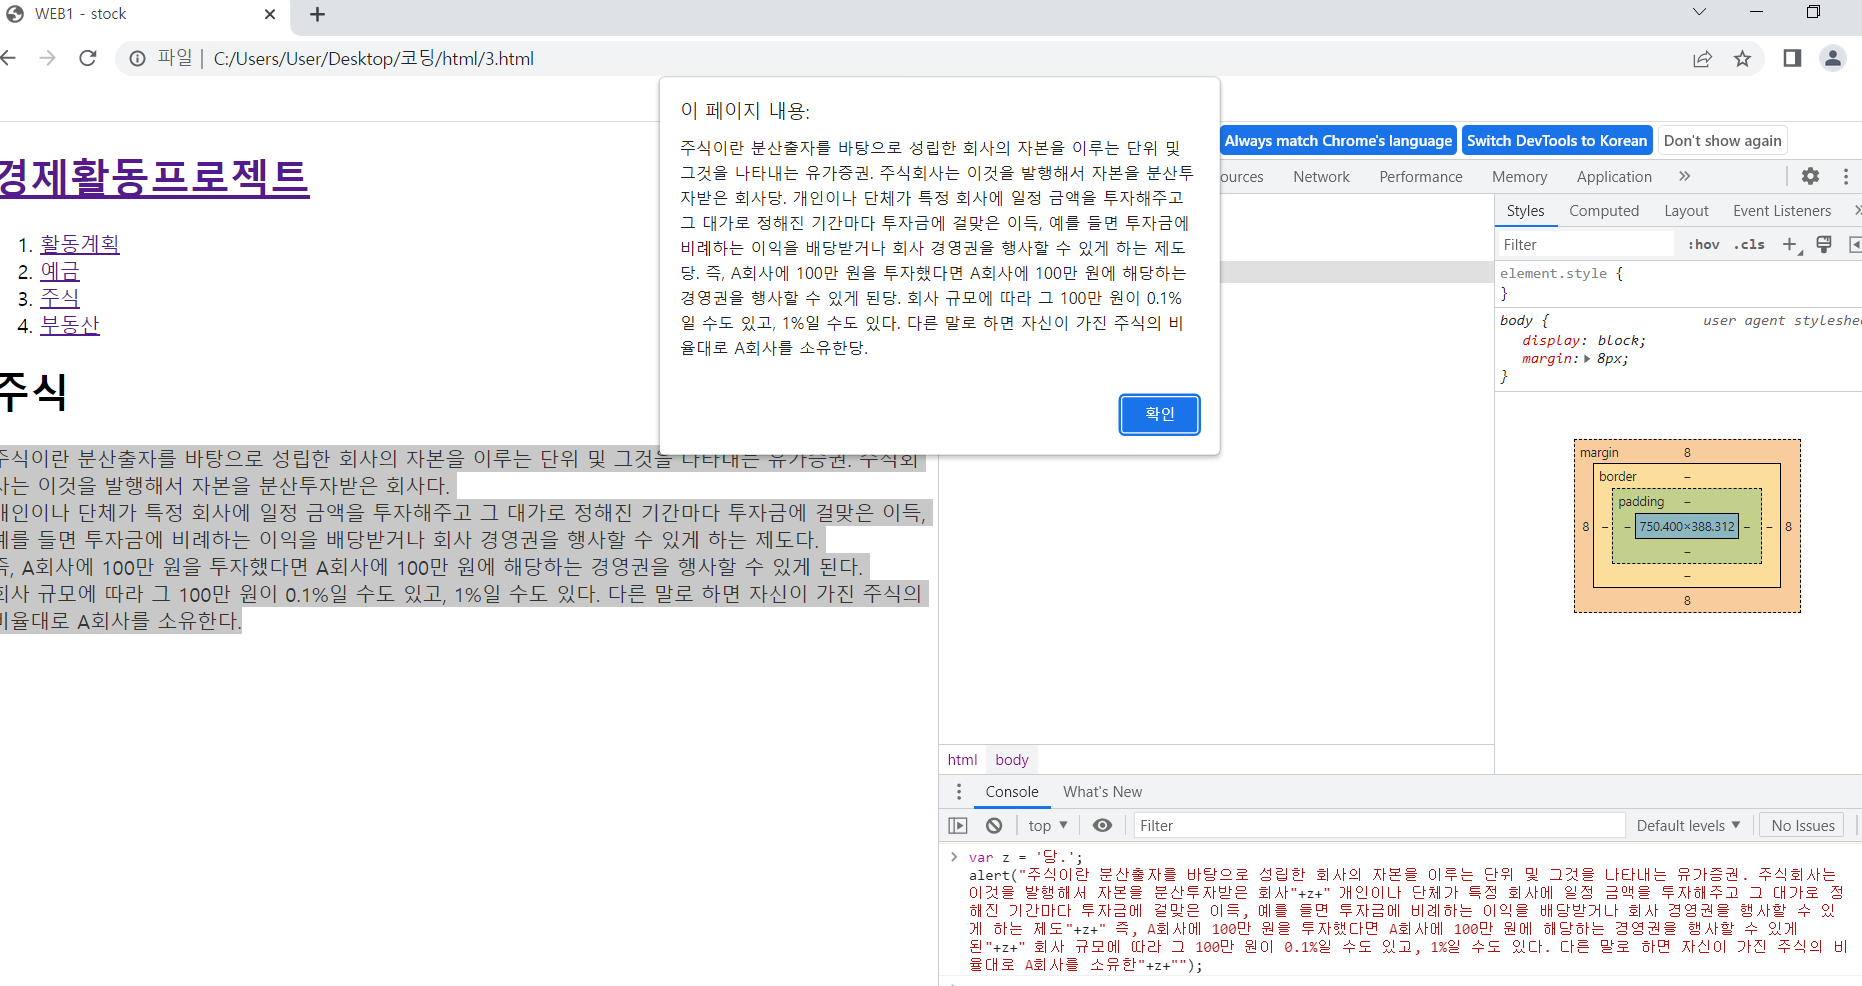 WEB1 - stock
파일 | C:/Users/User/Desktop/코딩/html/3.html
이 페이지 내용:
주식이란 분산출자를 바탕으로 성립한 회사의 자본을 이루는 단위 및
그것을 나타내는 유가증권. 주식회사는 이것을 발행해서 자본을 분산투
자받은 회사당. 개인이나 단체가 특정 회사에 일정 금액을 투자해주고
그 대가로 정해진 기간마다 투자금에 걸맞은 이득, 예를 들면 투자금에
비례하는 이익을 배당받거나 회사 경영권을 행사할 수 있게 하는 제도
당. 즉, A회사에 100만 원을 투자했다면 A회사에 100만 원에 해당하는
경영권을 행사할 수 있게 된당. 회사 규모에 따라 그 100만 원이 0.1%
일 수도 있고, 1%일 수도 있다. 다른 말로 하면 자신이 가진 주식의 비
율대로 A회사를 소유한당.
확인
경제활동프로젝트
1. 활동계획
2. 예금
3. 주식
4. 부동산
주식
주식이란 분산출자를 바탕으로 성립한 회사의 자본을 이루는 단위 및 그것을 나타내는 유가증권. 주식회
사는 이것을 발행해서 자본을 분산투자받은 회사다.
개인이나 단체가 특정 회사에 일정 금액을 투자해주고 그 대가로 정해진 기간마다 투자금에 걸맞은 이득,
예를 들면 투자금에 비례하는 이익을 배당받거나 회사 경영권을 행사할 수 있게 하는 제도다.
즉, A회사에 100만 원을 투자했다면 A회사에 100만 원에 해당하는 경영권을 행사할 수 있게 된다.
회사 규모에 따라 그 100만 원이 0.1%일 수도 있고, 1%일 수도 있다. 다른 말로 하면 자신이 가진 주식의
비율대로 A회사를 소유한다.
Always match Chrome's language Switch DevTools to Korean Don't show again
ources Network Performance Memory Application »
Styles Computed Layout Event Listeners »
Filter :hov .cls +
element.style {
}
body { user agent styleshee
display: block;
margin: 8px;
}
margin 8
border –
padding –
8 – – 750.400×388.312 – – 8
–
–
8
html body
Console What's New
top Filter Default levels No Issues
var z = '당.';
alert("주식이란 분산출자를 바탕으로 성립한 회사의 자본을 이루는 단위 및 그것을 나타내는 유가증권. 주식회사는
이것을 발행해서 자본을 분산투자받은 회사"+z+" 개인이나 단체가 특정 회사에 일정 금액을 투자해주고 그 대가로 정
해진 기간마다 투자금에 걸맞은 이득, 예를 들면 투자금에 비례하는 이익을 배당받거나 회사 경영권을 행사할 수 있
게 하는 제도"+z+" 즉, A회사에 100만 원을 투자했다면 A회사에 100만 원에 해당하는 경영권을 행사할 수 있게
된"+z+" 회사 규모에 따라 그 100만 원이 0.1%일 수도 있고, 1%일 수도 있다. 다른 말로 하면 자신이 가진 주식의 비
율대로 A회사를 소유한"+z+"");